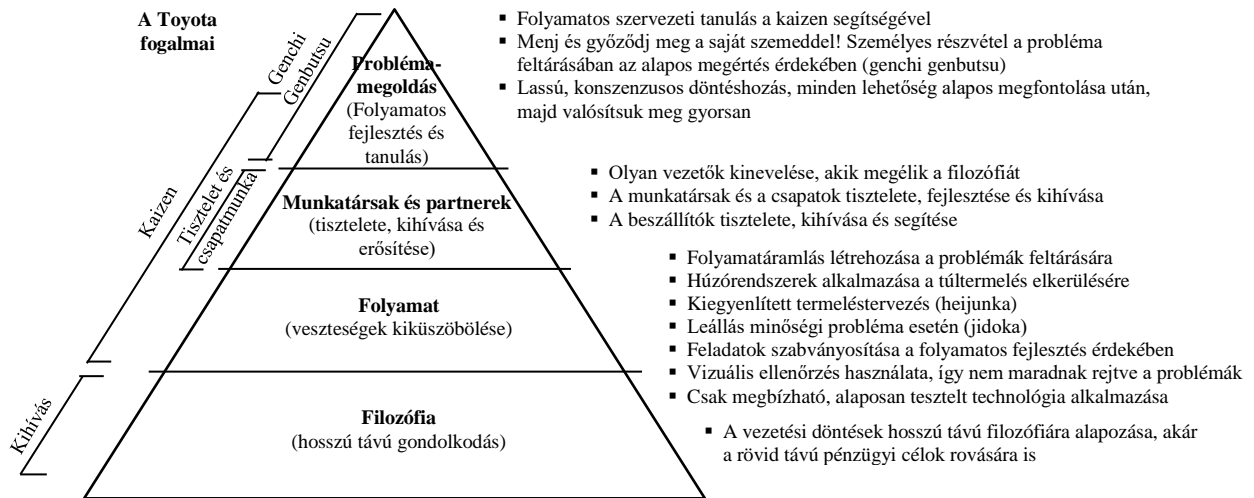 A Toyota
fogalmai
Genchi
Genbutsu
Kaizen
Tisztelet és
csapatmunka
Kihívás
Probléma-
megoldás
(Folyamatos
fejlesztés és
tanulás)
▪ Folyamatos szervezeti tanulás a kaizen segítségével
▪ Menj és győződj meg a saját szemeddel! Személyes részvétel a probléma
feltárásában az alapos megértés érdekében (genchi genbutsu)
▪ Lassú, konszenzusos döntéshozás, minden lehetőség alapos megfontolása után,
majd valósítsuk meg gyorsan
Munkatársak és partnerek
(tisztelete, kihívása és
erősítése)
▪ Olyan vezetők kinevelése, akik megélik a filozófiát
▪ A munkatársak és a csapatok tisztelete, fejlesztése és kihívása
▪ A beszállítók tisztelete, kihívása és segítése
Folyamat
(veszteségek kiküszöbölése)
▪ Folyamatáramlás létrehozása a problémák feltárására
▪ Húzórendszerek alkalmazása a túltermelés elkerülésére
▪ Kiegyenlített termeléstervezés (heijunka)
▪ Leállás minőségi probléma esetén (jidoka)
▪ Feladatok szabványosítása a folyamatos fejlesztés érdekében
▪ Vizuális ellenőrzés használata, így nem maradnak rejtve a problémák
▪ Csak megbízható, alaposan tesztelt technológia alkalmazása
Filozófia
(hosszú távú gondolkodás)
▪ A vezetési döntések hosszú távú filozófiára alapozása, akár
a rövid távú pénzügyi célok rovására is